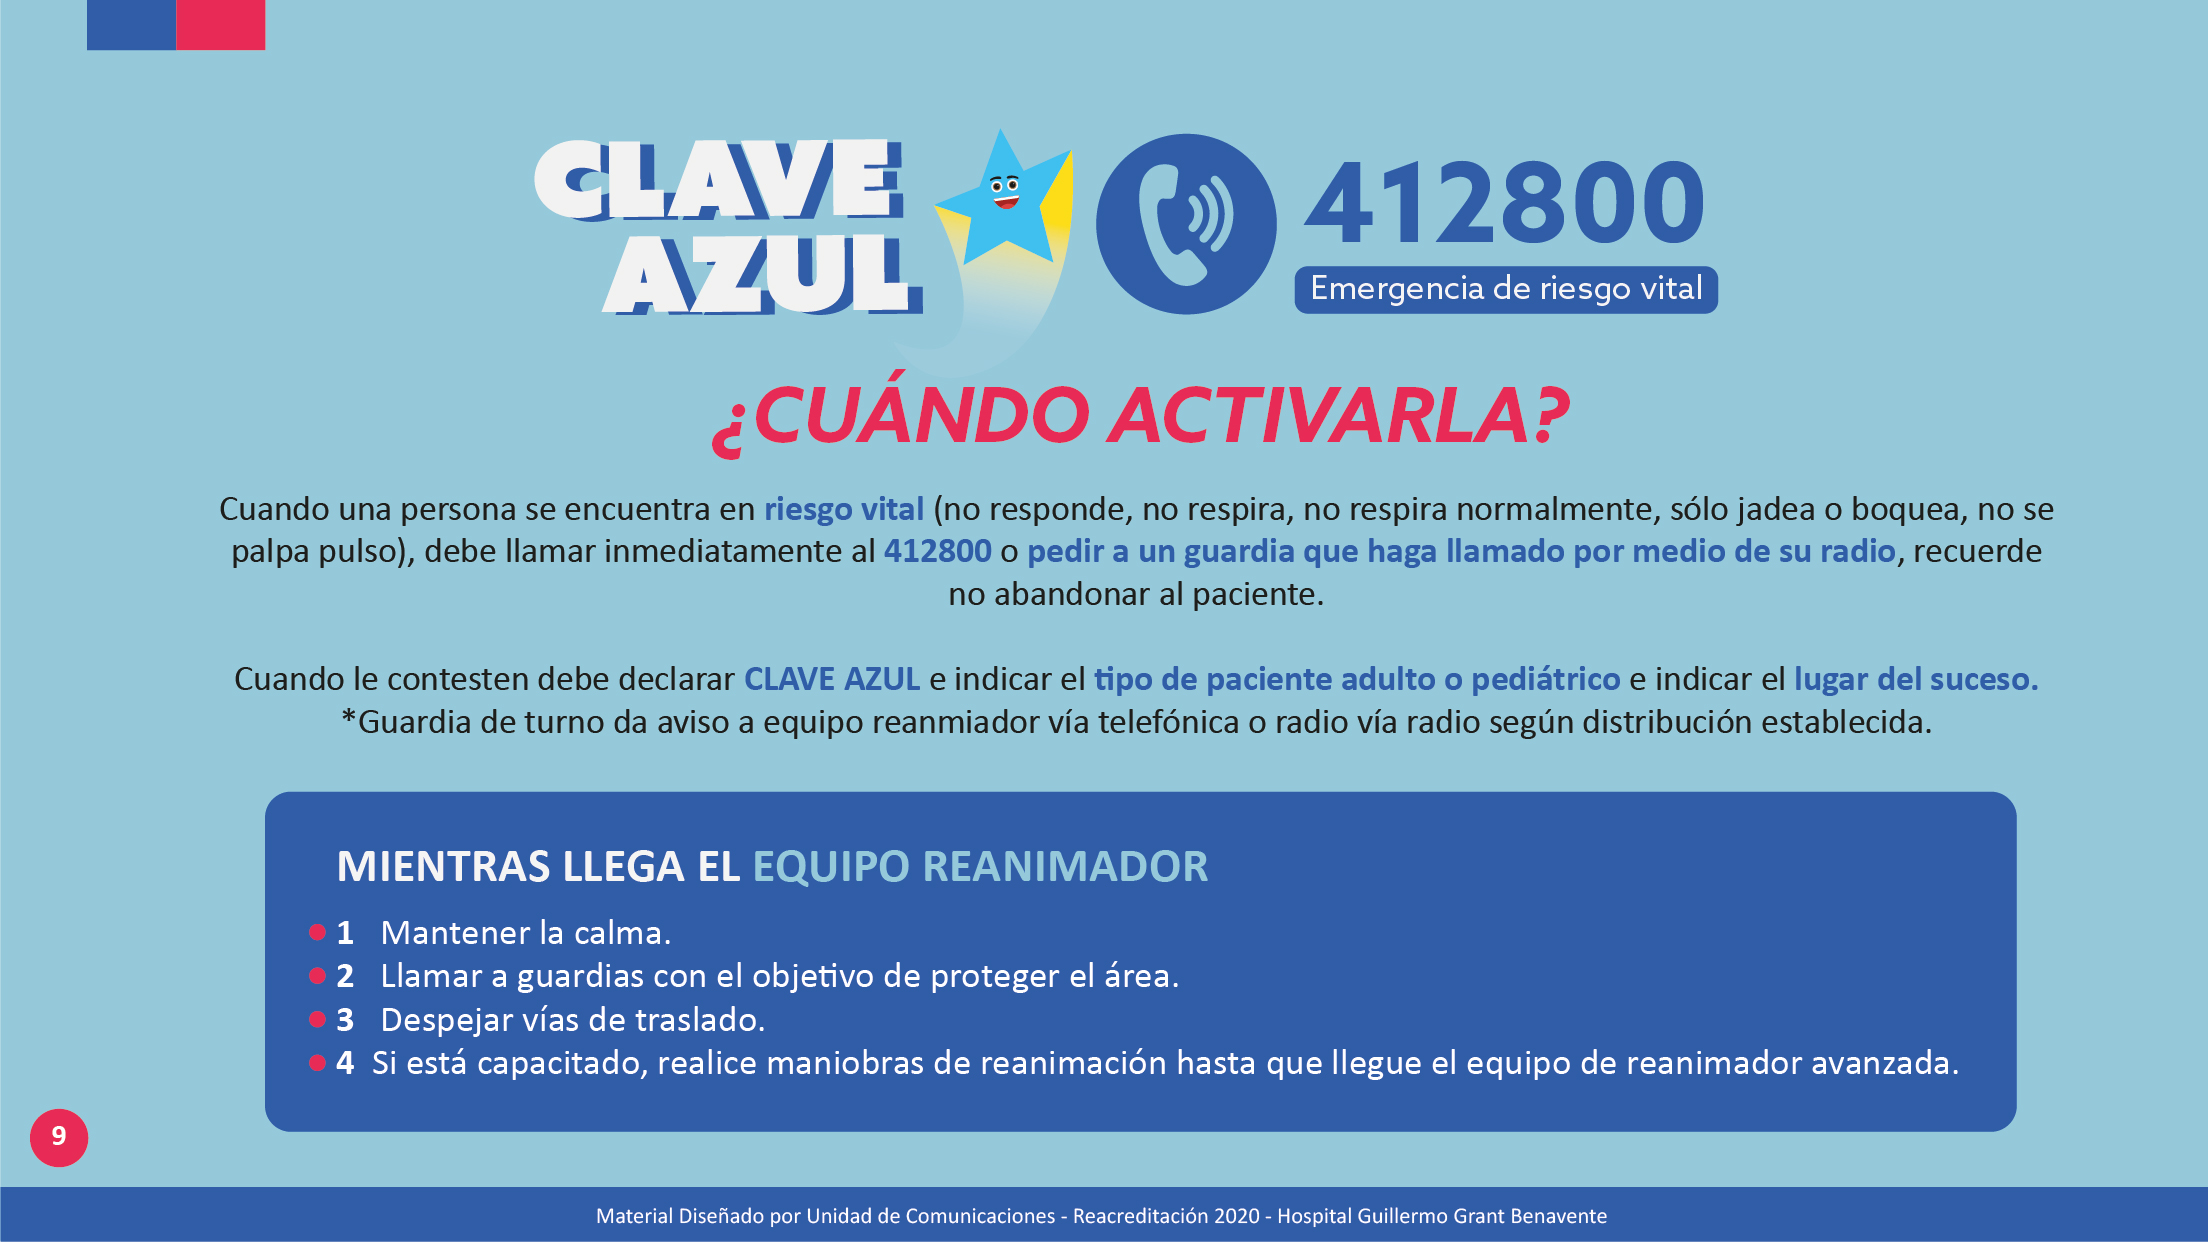 CLAVE
AZUL
412800
Emergencia de riesgo vital
¿CUÁNDO ACTIVARLA?
Cuando una persona se encuentra en riesgo vital (no responde, no respira, no respira normalmente, sólo jadea o boquea, no se
palpa pulso), debe llamar inmediatamente al 412800 o pedir a un guardia que haga llamado por medio de su radio, recuerde
no abandonar al paciente.
Cuando le contesten debe declarar CLAVE AZUL e indicar el tipo de paciente adulto o pediátrico e indicar el lugar del suceso.
*Guardia de turno da aviso a equipo reanmiador vía telefónica o radio vía radio según distribución establecida.
MIENTRAS LLEGA EL EQUIPO REANIMADOR
1 Mantener la calma.
2 Llamar a guardias con el objetivo de proteger el área.
3 Despejar vías de traslado.
4 Si está capacitado, realice maniobras de reanimación hasta que llegue el equipo de reanimador avanzada.
9
Material Diseñado por Unidad de Comunicaciones - Reacreditación 2020 - Hospital Guillermo Grant Benavente